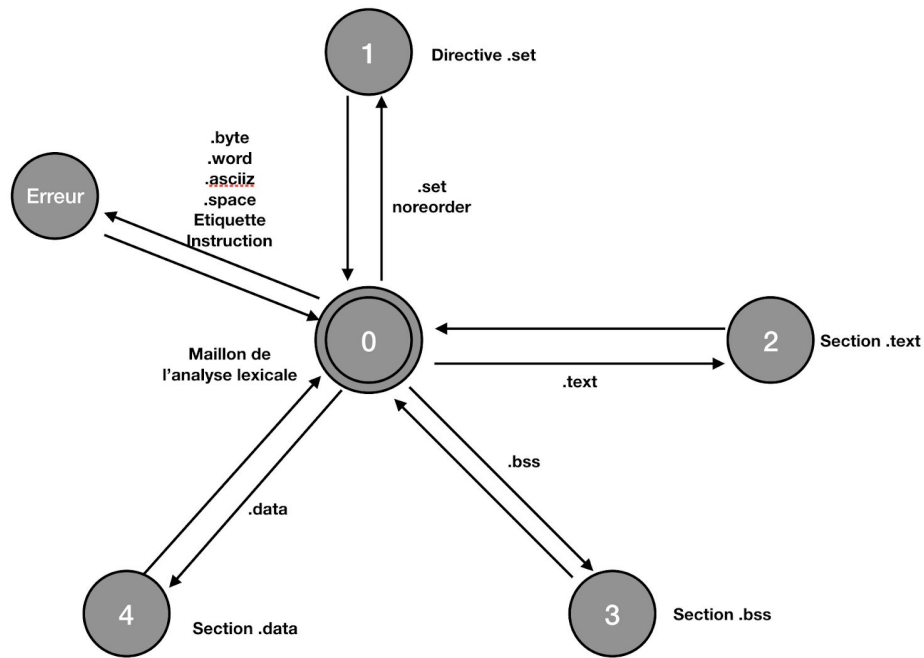 1
Directive .set
.byte
.word
.asciiz
.space
Etiquette
Instruction
Erreur
.set
noreorder
0
2
Section .text
Maillon de
l'analyse lexicale
.text
.bss
.data
4
Section .data
3
Section .bss